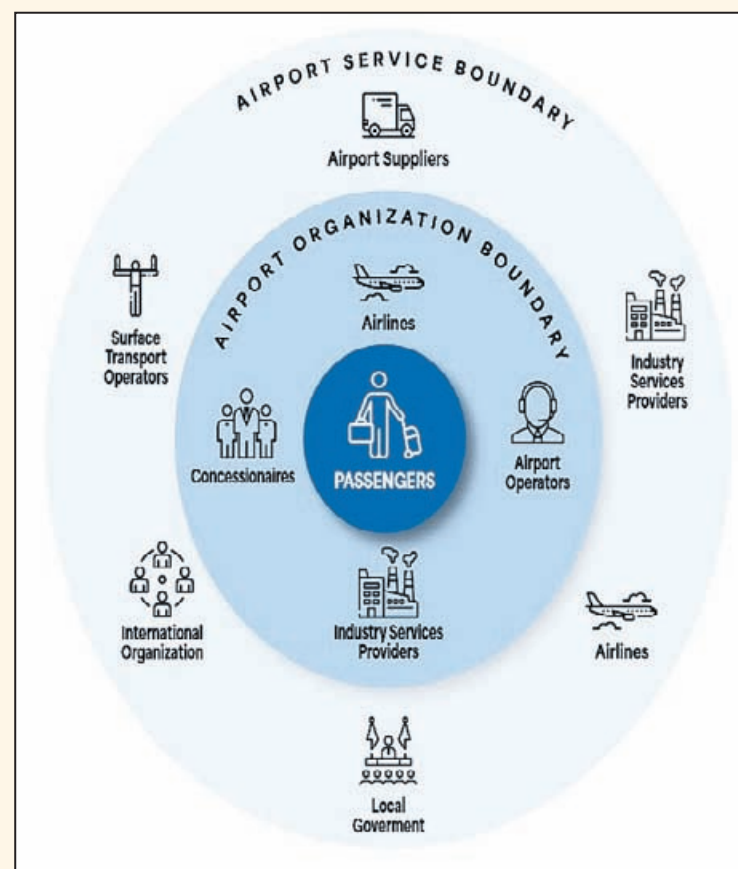 AIRPORT SERVICE BOUNDARY
Airport Suppliers
AIRPORT ORGANIZATION BOUNDARY
Airlines
Surface
Transport
Operators
Industry
Services
Providers
Concessionaires
PASSENGERS
Airport
Operators
International
Organization
Industry Services
Providers
Airlines
Local
Goverment